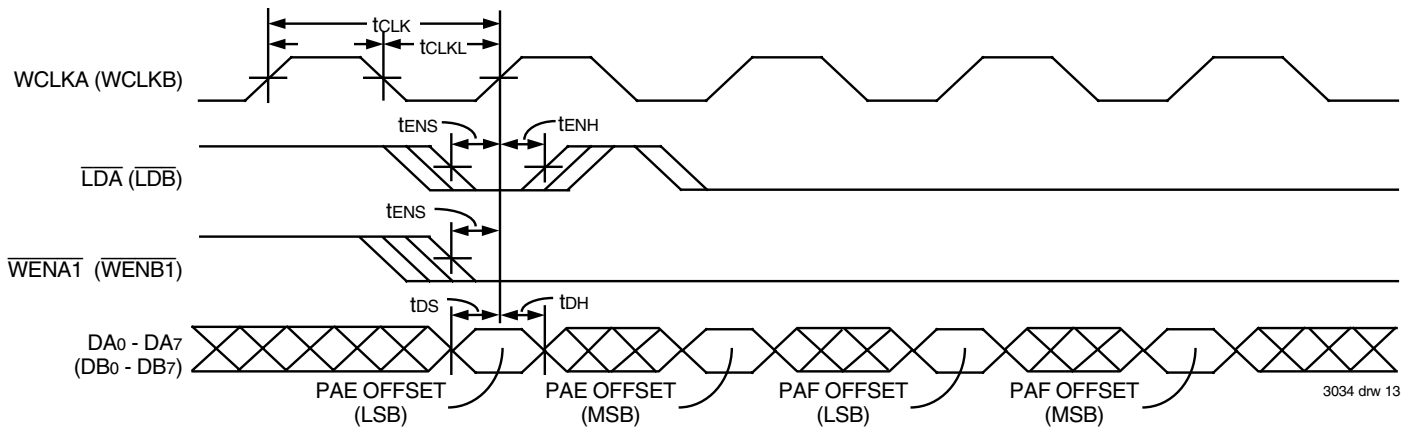 tCLK
tCLKL
WCLKA (WCLKB)
tENS
tENH
LDA (LDB)
tENS
WENA1 (WENB1)
tDS
tDH
DA0 - DA7
(DB0 - DB7)
PAE OFFSET
(LSB)
PAE OFFSET
(MSB)
PAF OFFSET
(LSB)
PAF OFFSET
(MSB)
3034 drw 13